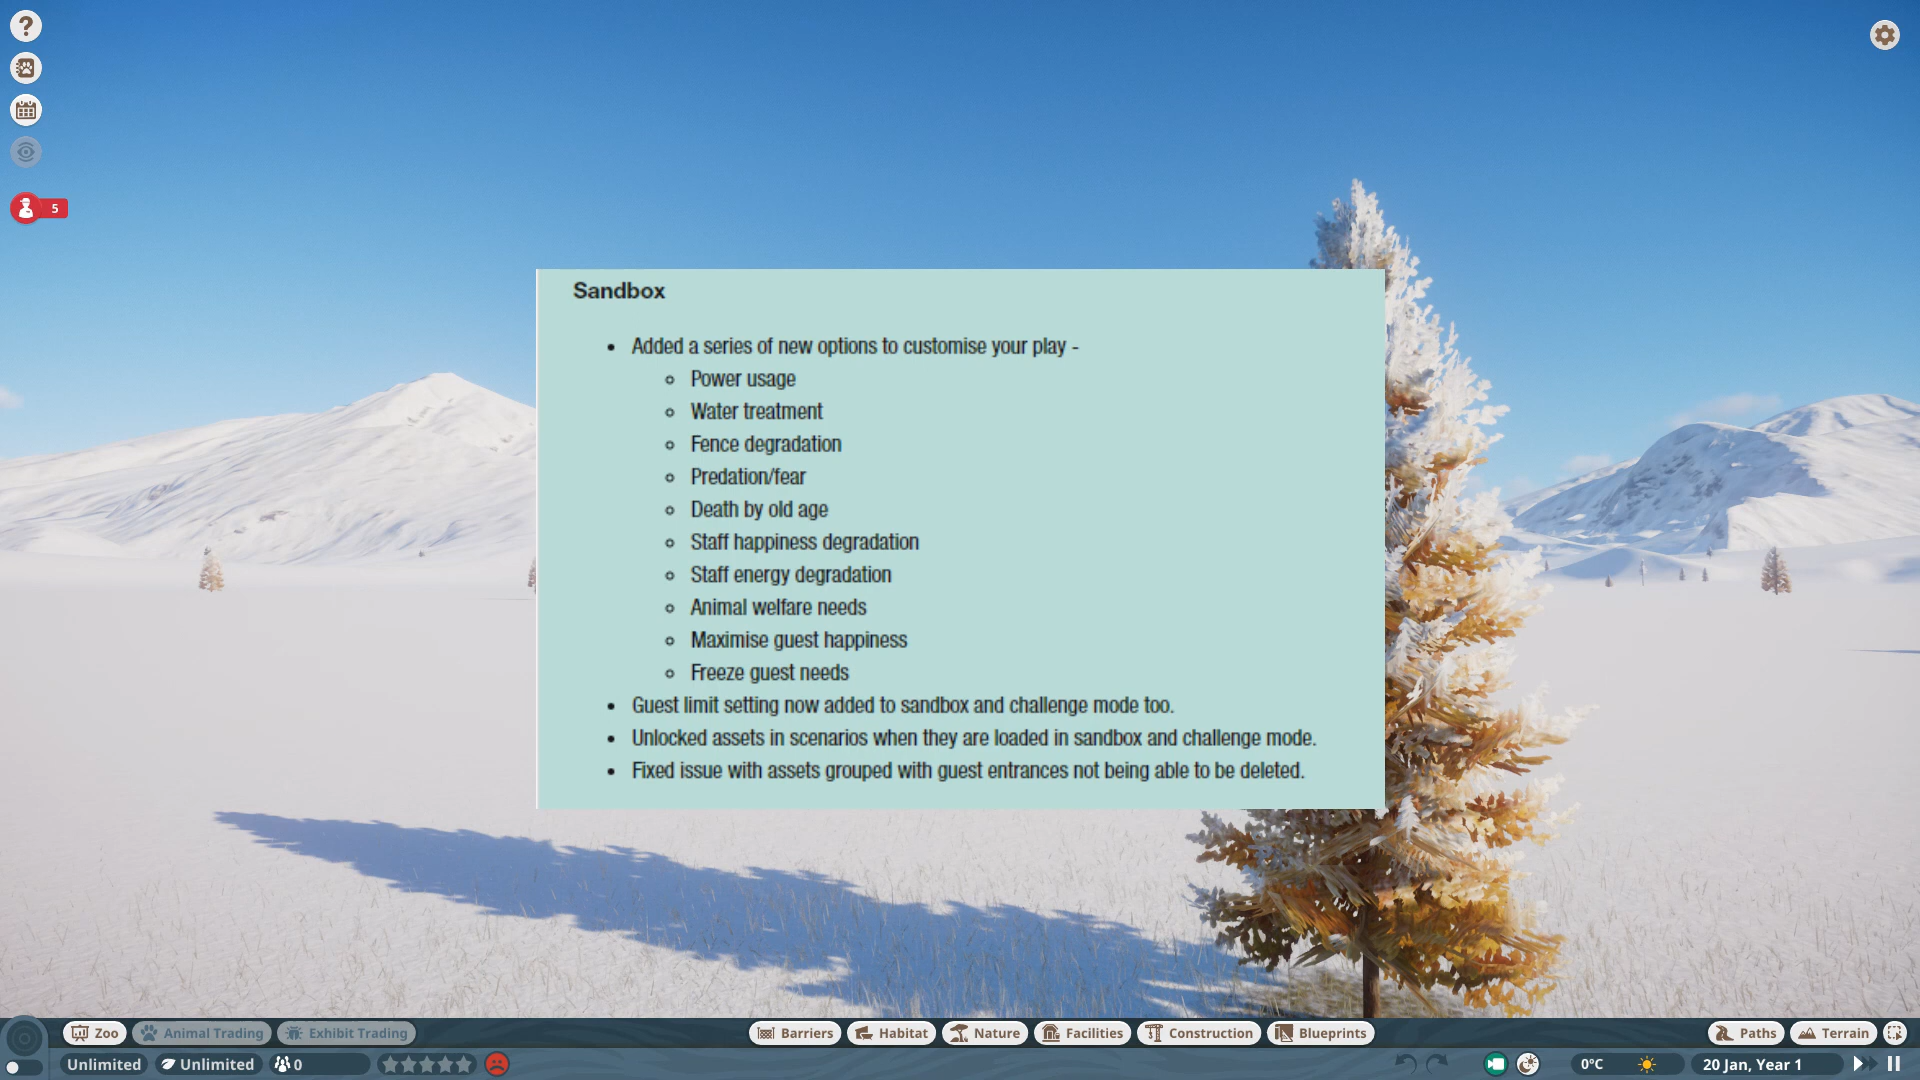 ?
5
Sandbox
• Added a series of new options to customise your play -
○ Power usage
○ Water treatment
○ Fence degradation
○ Predation/fear
○ Death by old age
○ Staff happiness degradation
○ Staff energy degradation
○ Animal welfare needs
○ Maximise guest happiness
○ Freeze guest needs
• Guest limit setting now added to sandbox and challenge mode too.
• Unlocked assets in scenarios when they are loaded in sandbox and challenge mode.
• Fixed issue with assets grouped with guest entrances not being able to be deleted.
Zoo Animal Trading Exhibit Trading Barriers Habitat Nature Facilities Construction Blueprints Paths Terrain
Unlimited Unlimited 0 0°C 20 Jan, Year 1